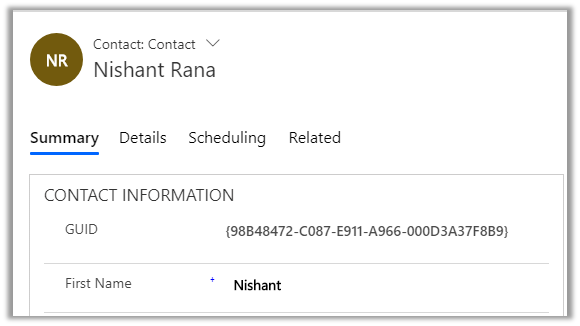 NR
Contact: Contact
Nishant Rana
Summary Details Scheduling Related
CONTACT INFORMATION
GUID {98B48472-C087-E911-A966-000D3A37F8B9}
First Name + Nishant